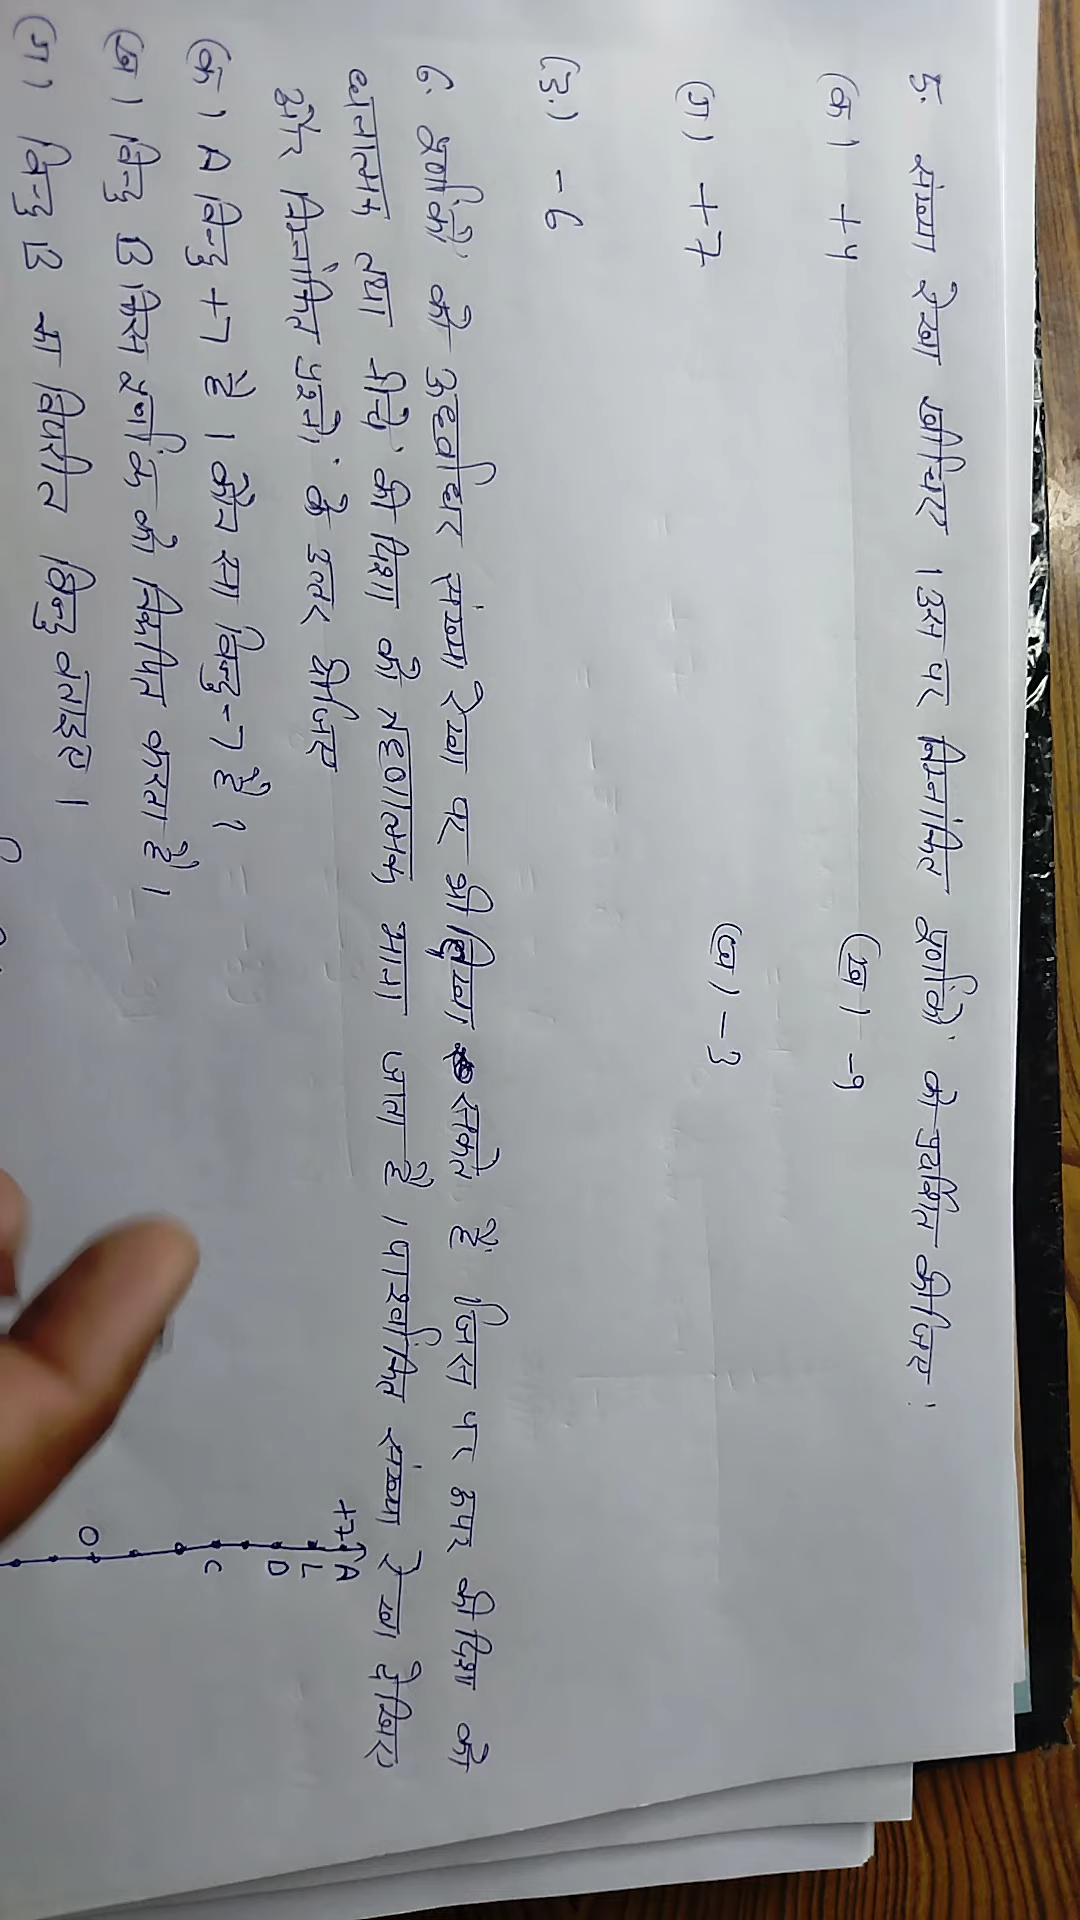 5. संख्या रेखा खींचिए । उस पर निम्नांकित पूर्णांकों को प्रदर्शित कीजिए :
(क) +4 (ख) -9
(ग) +7 (घ) -3
(ड.) -6
6. पूर्णांकों को ऊर्ध्वाधर संख्या रेखा पर भी दिखा सकते हैं जिस पर ऊपर की दिशा को
धनात्मक तथा नीचे की दिशा को ऋणात्मक माना जाता है । पार्श्वांकित संख्या रेखा देखिए
और निम्नांकित प्रश्नों के उत्तर दीजिए
(क) A बिन्दु +7 है । कौन सा बिन्दु -7 है ।
(ख) बिन्दु B किस पूर्णांक को निरूपित करता है ।
(ग) बिन्दु B का विपरीत बिन्दु बताइए ।
+7 A
L
D
C
O